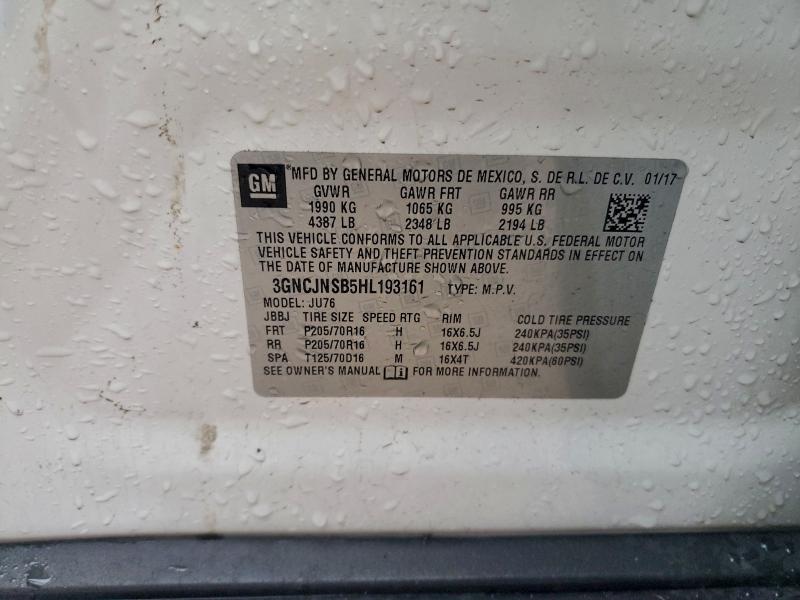 GM
*MFD BY GENERAL MOTORS DE MEXICO, S. DE R.L. DE C.V. 01/17
GVWR GAWR FRT GAWR RR
1990 KG 1065 KG 995 KG
4387 LB 2348 LB 2194 LB
THIS VEHICLE CONFORMS TO ALL APPLICABLE U.S. FEDERAL MOTOR
VEHICLE SAFETY AND THEFT PREVENTION STANDARDS IN EFFECT ON
THE DATE OF MANUFACTURE SHOWN ABOVE.
3GNCJNSB5HL193161 TYPE: M.P.V.
MODEL: JU76
JBBJ TIRE SIZE SPEED RTG RIM COLD TIRE PRESSURE
FRT P205/70R16 H 16X6.5J 240KPA(35PSI)
RR P205/70R16 H 16X6.5J 240KPA(35PSI)
SPA T125/70D16 M 16X4T 420KPA(60PSI)
SEE OWNER'S MANUAL FOR MORE INFORMATION.